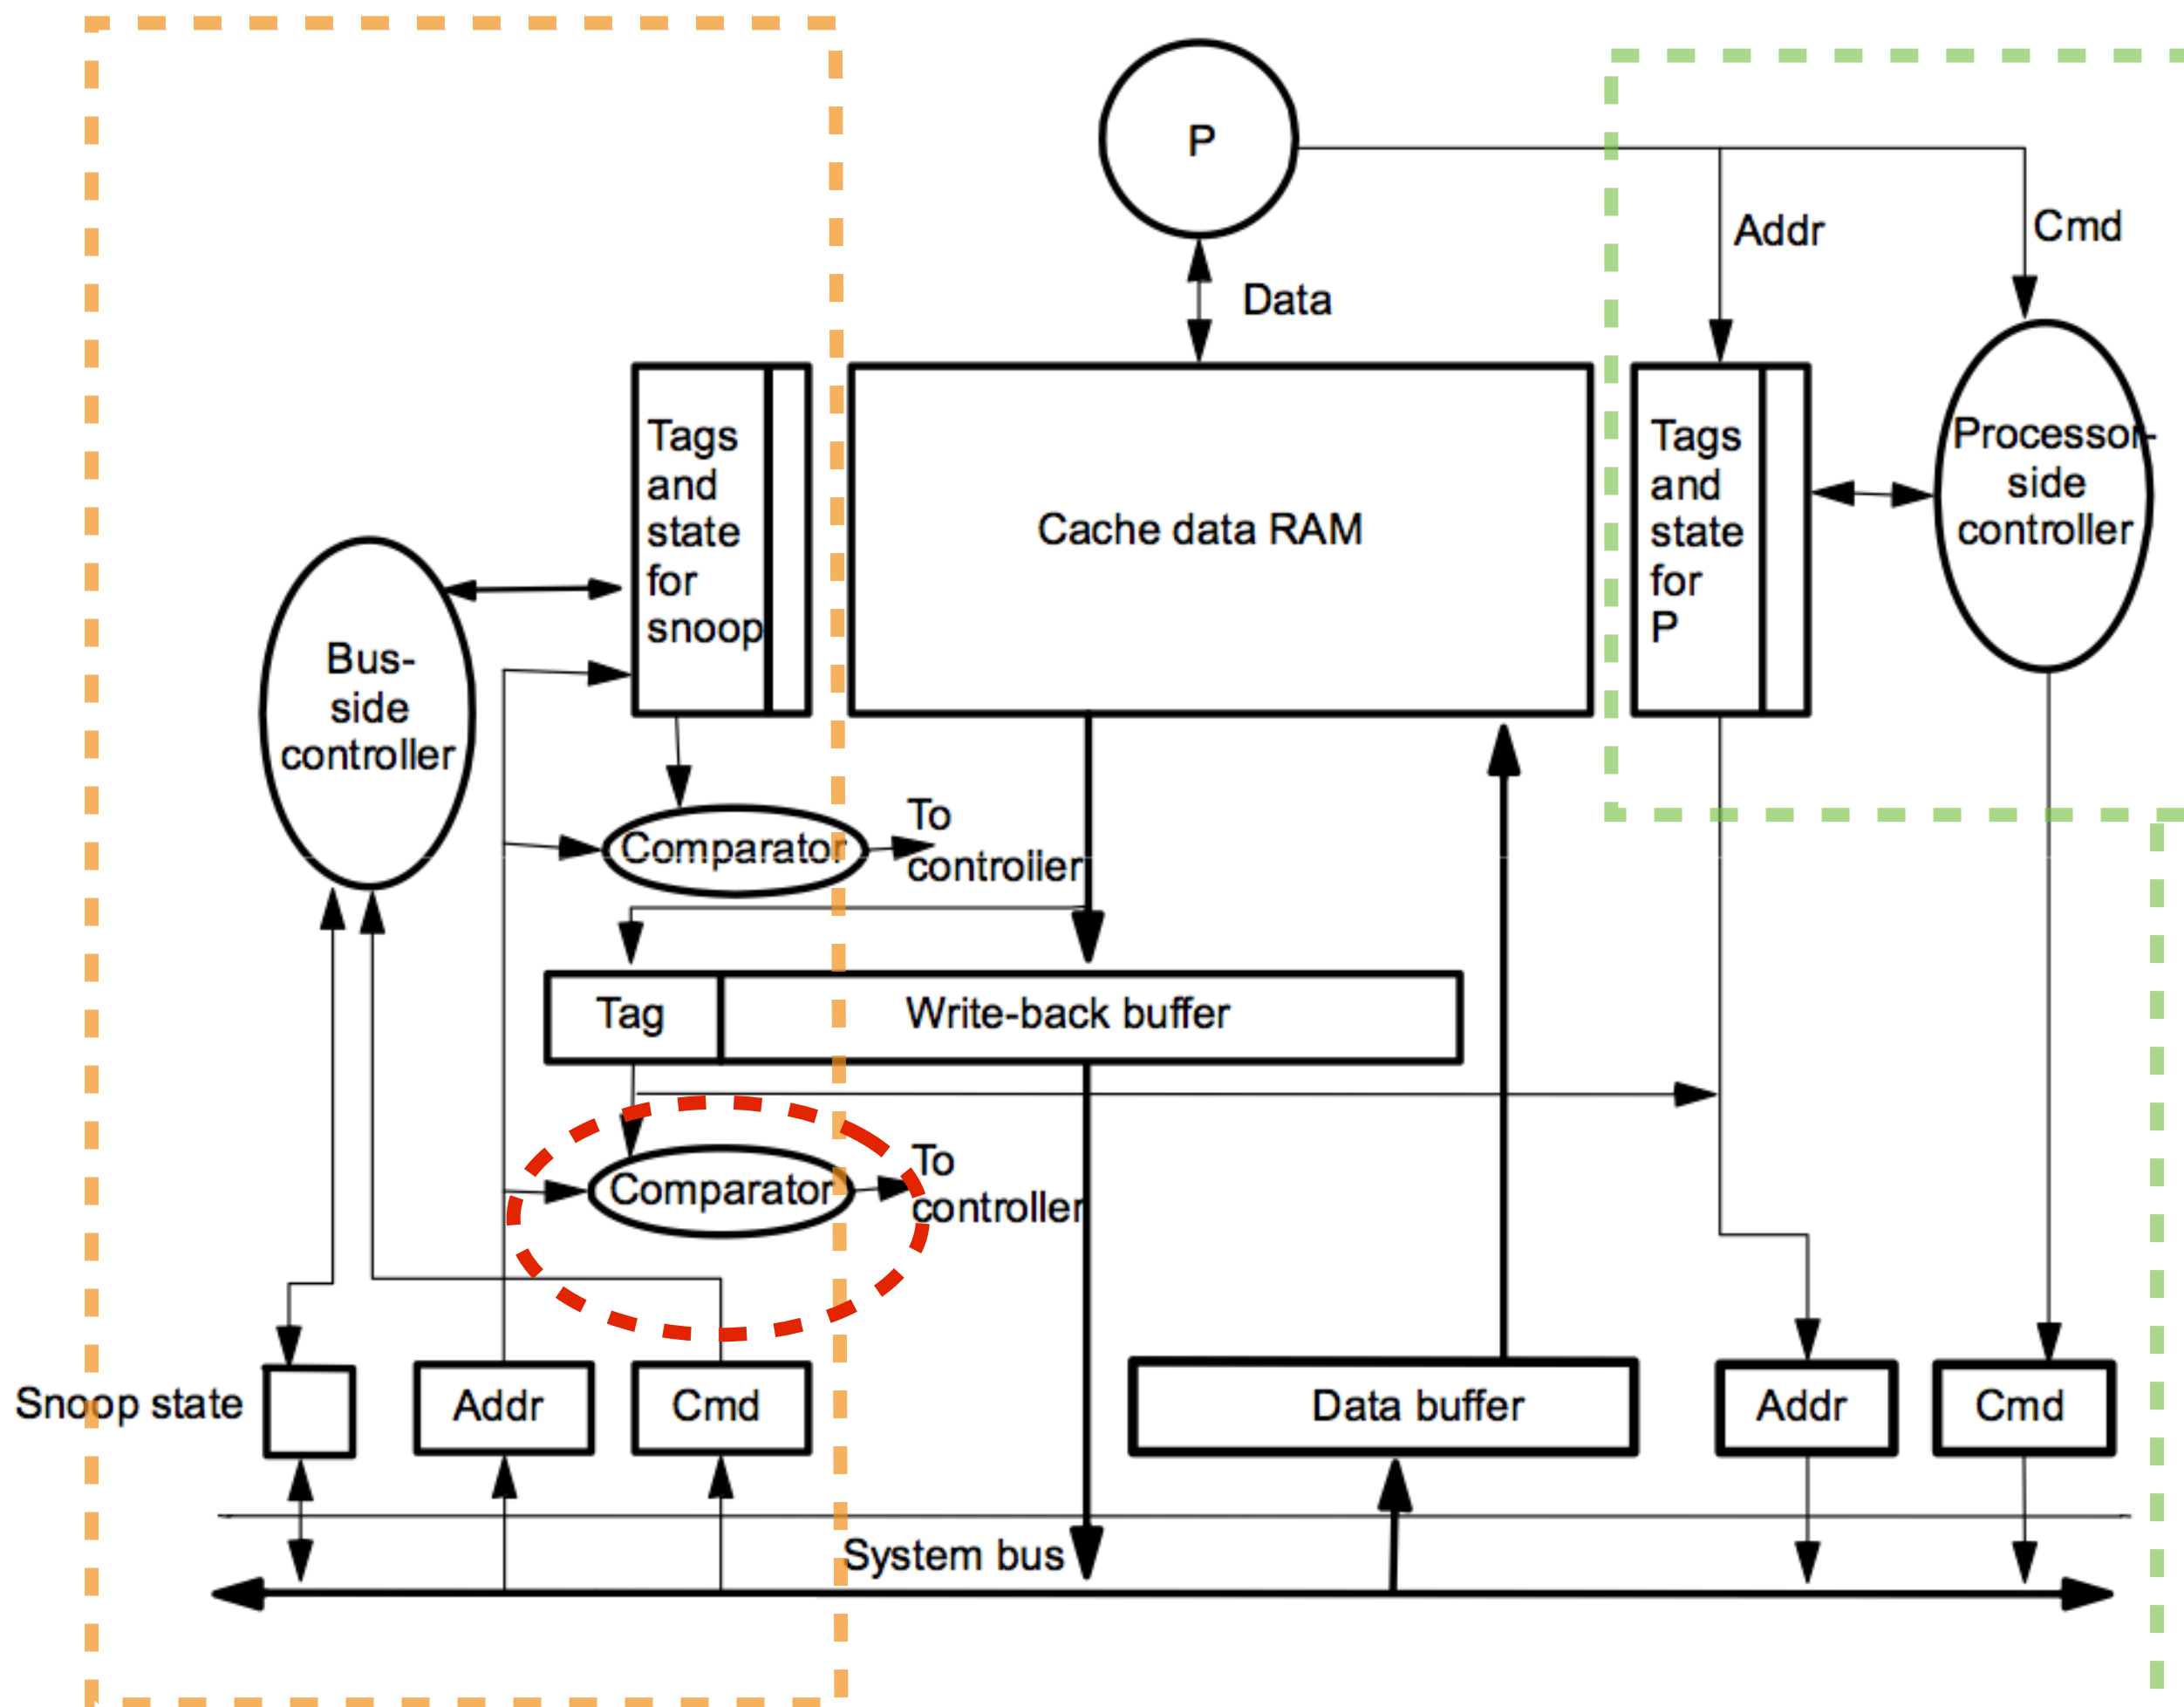 P
Addr
Cmd
Data
Tags
and
state
for
snoop
Cache data RAM
Tags
and
state
for
P
Processor-
side
controller
Bus-
side
controller
Comparator
To
controller
Tag
Write-back buffer
Comparator
To
controller
Snoop state
Addr
Cmd
Data buffer
Addr
Cmd
System bus